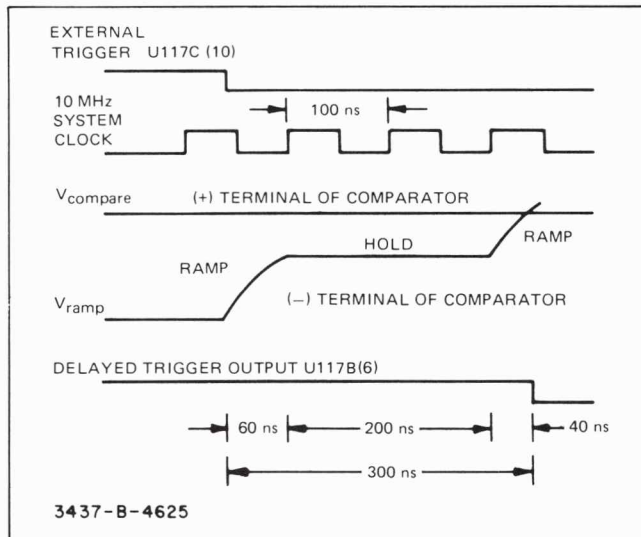 EXTERNAL
TRIGGER U117C (10)
100 ns
10 MHz
SYSTEM
CLOCK
Vcompare (+) TERMINAL OF COMPARATOR
HOLD
RAMP
RAMP
Vramp
(−) TERMINAL OF COMPARATOR
DELAYED TRIGGER OUTPUT U117B(6)
60 ns 200 ns 40 ns
300 ns
3437-B-4625